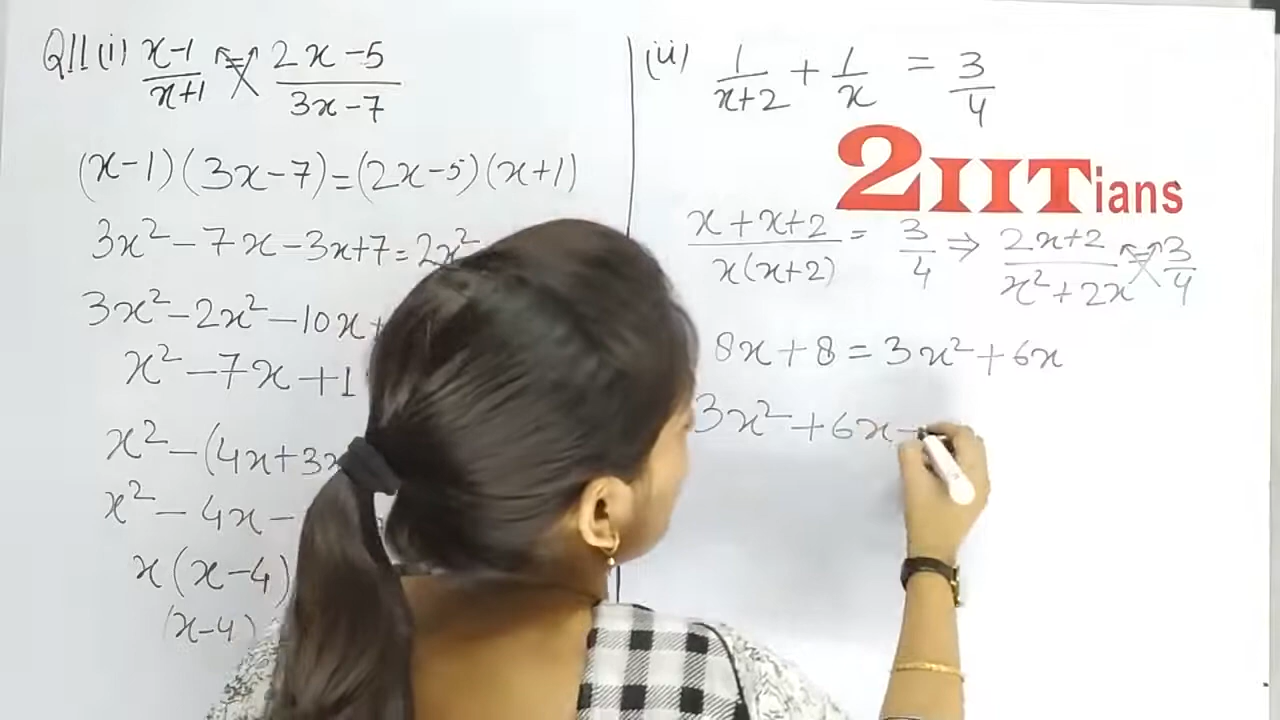 Q11 (i) x-1/x+1 = 2x-5/3x-7
(x-1)(3x-7)=(2x-5)(x+1)
3x²-7x-3x+7=2x²
3x²-2x²-10x+
x²-7x+1
x²-(4x+3x
x²-4x-
x(x-4)
(x-4)
(ii) 1/x+2 + 1/x = 3/4
2IITians
x+x+2/x(x+2) = 3/4 ⇒ 2x+2/x²+2x = 3/4
8x+8=3x²+6x
3x²+6x-